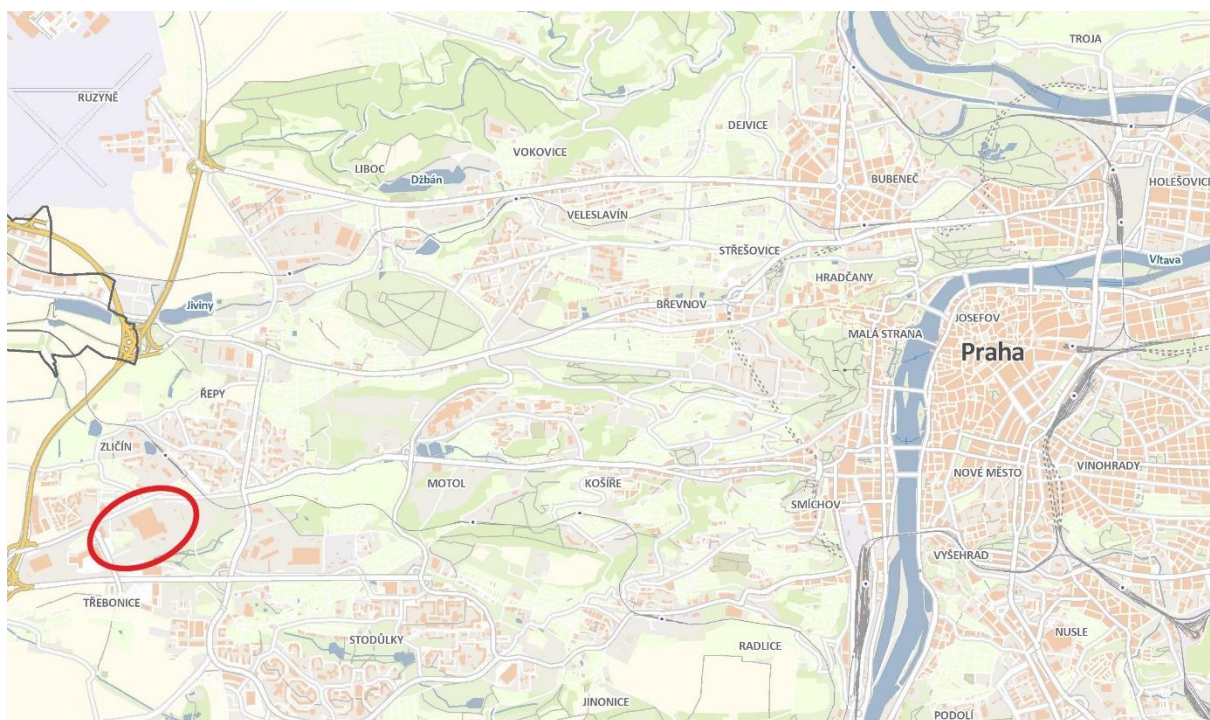 TROJA
RUZYNĚ
DEJVICE
VOKOVICE
LIBOC
Džbán
BUBENEČ
HOLEŠOVICE
VELESLAVÍN
STŘEŠOVICE
Vltava
HRADČANY
Jiviny
BŘEVNOV
JOSEFOV
MALÁ STRANA
Praha
ŘEPY
ZLIČÍN
VINOHRADY
NOVÉ MĚSTO
MOTOL
KOŠÍŘE
SMÍCHOV
VYŠEHRAD
TŘEBONICE
NUSLE
STODŮLKY
RADLICE
JINONICE
PODOLÍ